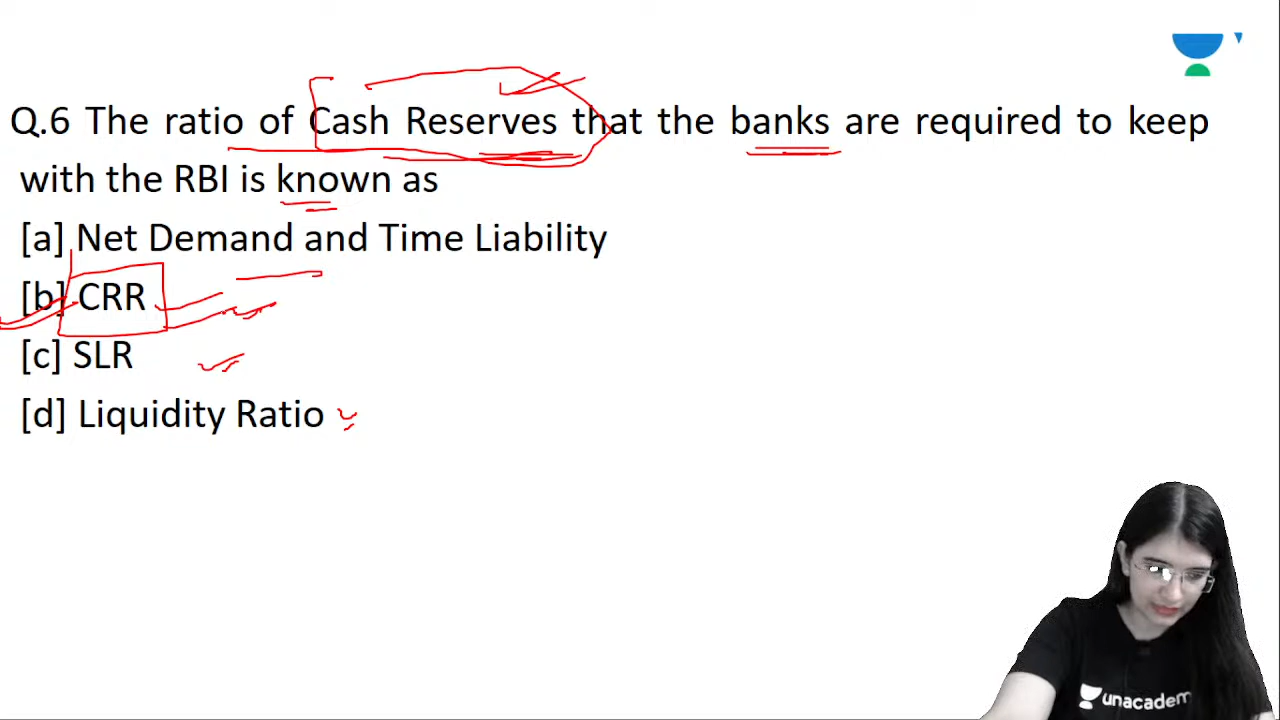 Q.6 The ratio of Cash Reserves that the banks are required to keep
with the RBI is known as
[a] Net Demand and Time Liability
[b] CRR
[c] SLR
[d] Liquidity Ratio
unacadem